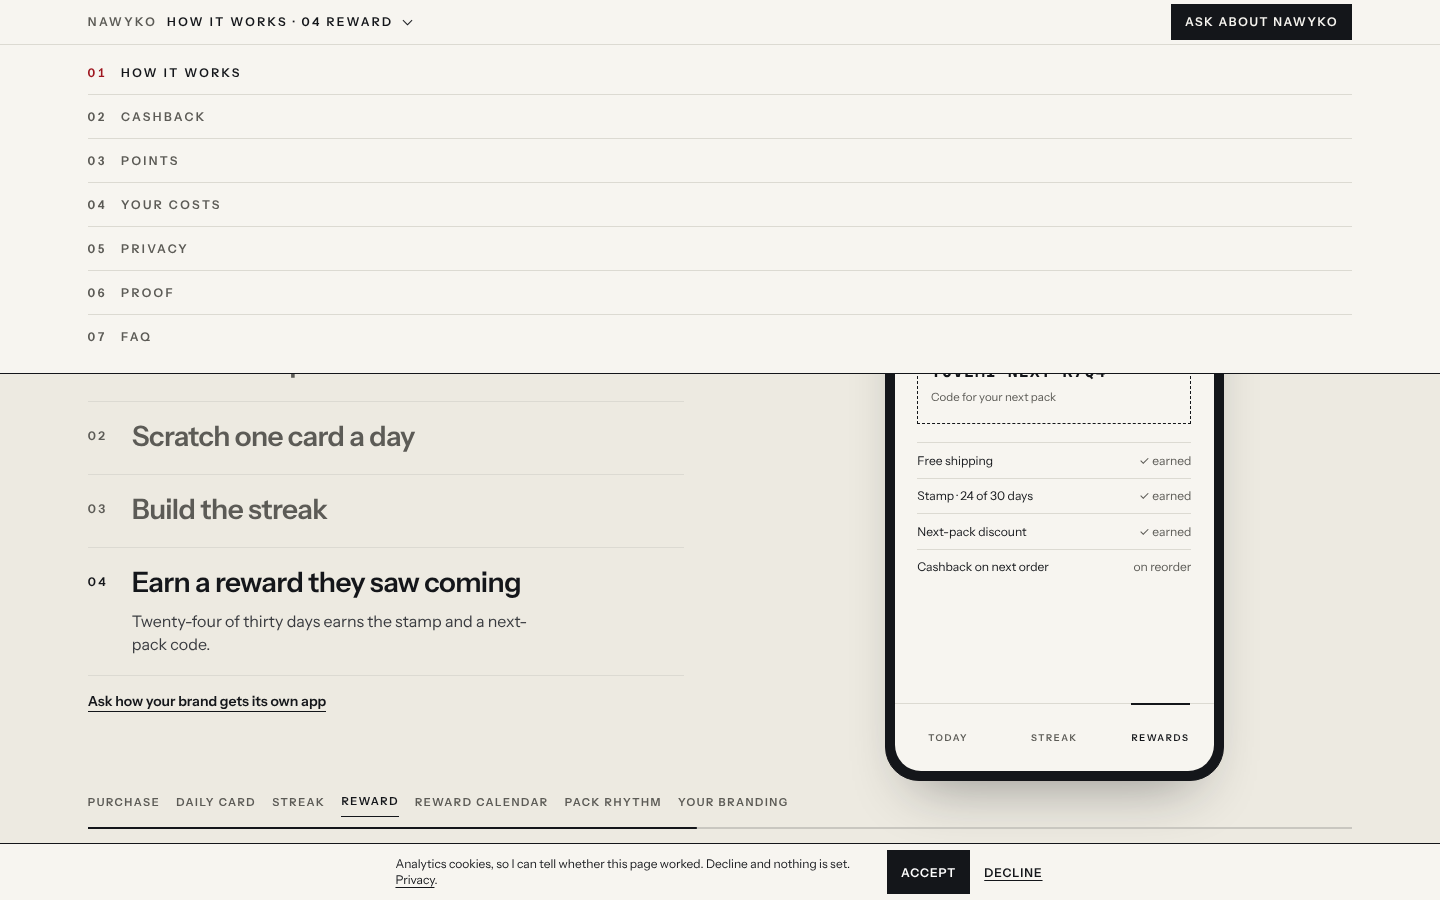 NAWYKO HOW IT WORKS · 04 REWARD
ASK ABOUT NAWYKO
01 HOW IT WORKS
02 CASHBACK
03 POINTS
04 YOUR COSTS
05 PRIVACY
06 PROOF
07 FAQ
02 Scratch one card a day
03 Build the streak
04 Earn a reward they saw coming
Twenty-four of thirty days earns the stamp and a next-
pack code.
Ask how your brand gets its own app
Code for your next pack
Free shipping ✓ earned
Stamp · 24 of 30 days ✓ earned
Next-pack discount ✓ earned
Cashback on next order on reorder
TODAY STREAK REWARDS
PURCHASE DAILY CARD STREAK REWARD REWARD CALENDAR PACK RHYTHM YOUR BRANDING
Analytics cookies, so I can tell whether this page worked. Decline and nothing is set.
Privacy.
ACCEPT DECLINE